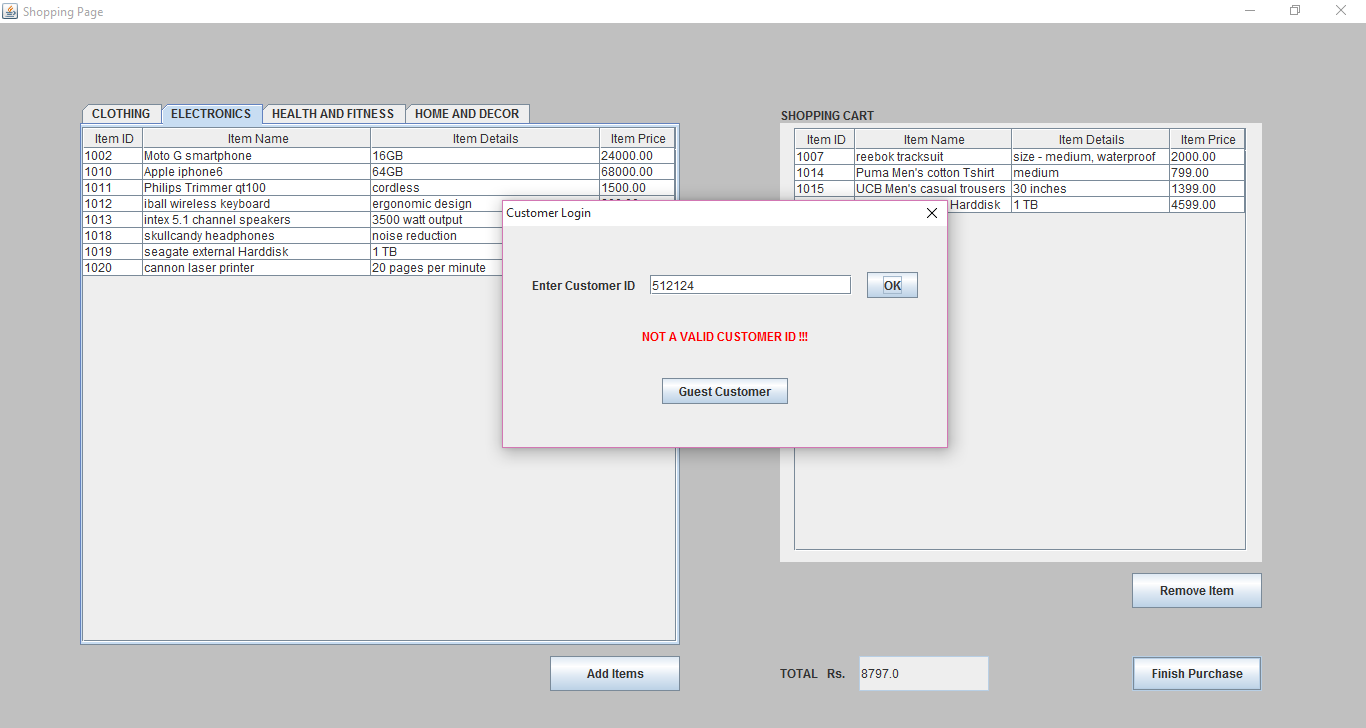 Shopping Page
CLOTHING ELECTRONICS HEALTH AND FITNESS HOME AND DECOR
Item ID Item Name Item Details Item Price
1002 Moto G smartphone 16GB 24000.00
1010 Apple iphone6 64GB 68000.00
1011 Philips Trimmer qt100 cordless 1500.00
1012 iball wireless keyboard ergonomic design
1013 intex 5.1 channel speakers 3500 watt output
1018 skullcandy headphones noise reduction
1019 seagate external Harddisk 1 TB
1020 cannon laser printer 20 pages per minute
Add Items
SHOPPING CART
Item ID Item Name Item Details Item Price
1007 reebok tracksuit size - medium, waterproof 2000.00
1014 Puma Men's cotton Tshirt medium 799.00
1015 UCB Men's casual trousers 30 inches 1399.00
Harddisk 1 TB 4599.00
Customer Login
Enter Customer ID 512124 OK
NOT A VALID CUSTOMER ID !!!
Guest Customer
Remove Item
TOTAL Rs. 8797.0
Finish Purchase